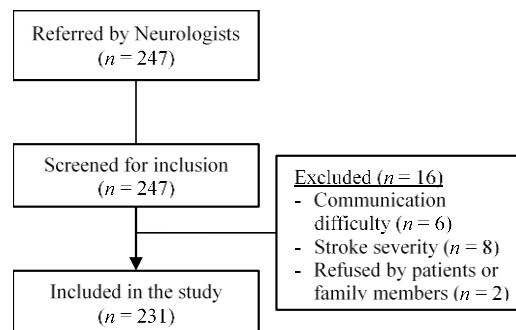 Referred by Neurologists
(n = 247)
Screened for inclusion
(n = 247)
Excluded (n = 16)
- Communication
difficulty (n = 6)
- Stroke severity (n = 8)
- Refused by patients or
family members (n = 2)
Included in the study
(n = 231)